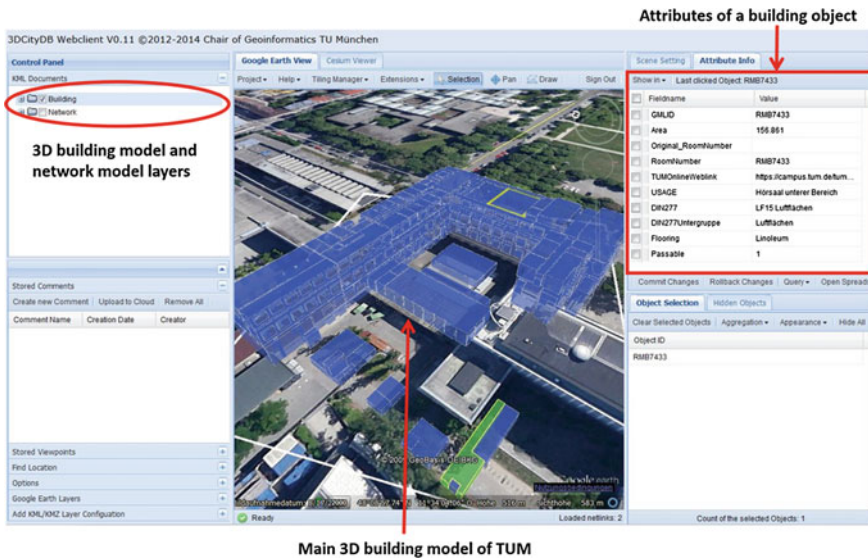 Attributes of a building object
3DCityDB Webclient V0.11 ©2012-2014 Chair of Geoinformatics TU München
Control Panel
KML Documents
Building
Network
3D building model and
network model layers
Stored Comments
Create new Comment Upload to Cloud Remove All
Comment Name Creation Date Creator
Stored Viewpoints
Find Location
Options
Google Earth Layers
Add KML/KMZ Layer Configuation
Google Earth View Cesium Viewer
Project Help Tiling Manager Extensions Selection Pan Draw Sign Out
Google earth
Nutzungsbedingungen
516 m 583 m
Ready Loaded netlinks: 2
Scene Setting Attribute Info
Show in Last clicked Object: RMB7433
Fieldname Value
GMLID RMB7433
Area 156.861
Original_RoomNumber
RoomNumber RMB7433
TUMOnlineWeblink https://campus.tum.de/tum...
USAGE Hörsaal unterer Bereich
DIN277 LF15 Luftflächen
DIN277Untergruppe Luftflächen
Flooring Linoleum
Passable 1
Commit Changes Rollback Changes Query Open Spreads
Object Selection Hidden Objects
Clear Selected Objects Aggregation Appearance Hide All
Object ID
RMB7433
Count of the selected Objects: 1
Main 3D building model of TUM